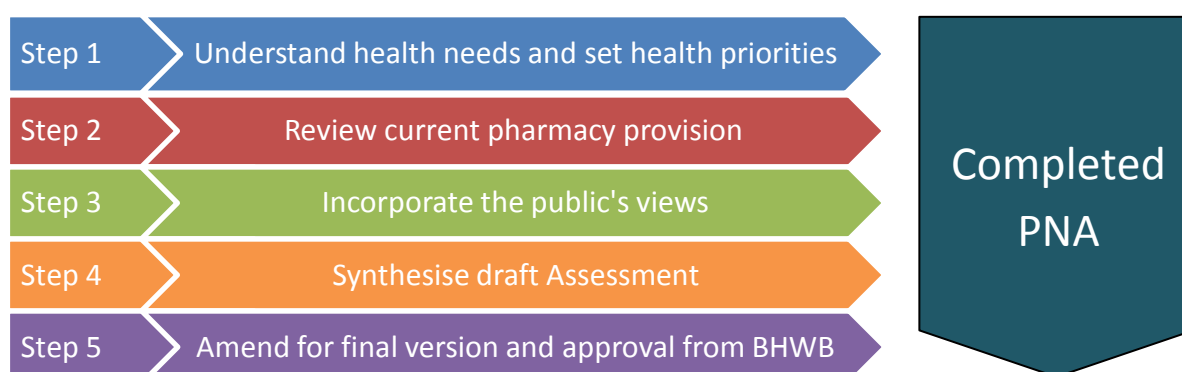 Step 1 Understand health needs and set health priorities
Step 2 Review current pharmacy provision
Step 3 Incorporate the public's views
Step 4 Synthesise draft Assessment
Step 5 Amend for final version and approval from BHWB
Completed
PNA